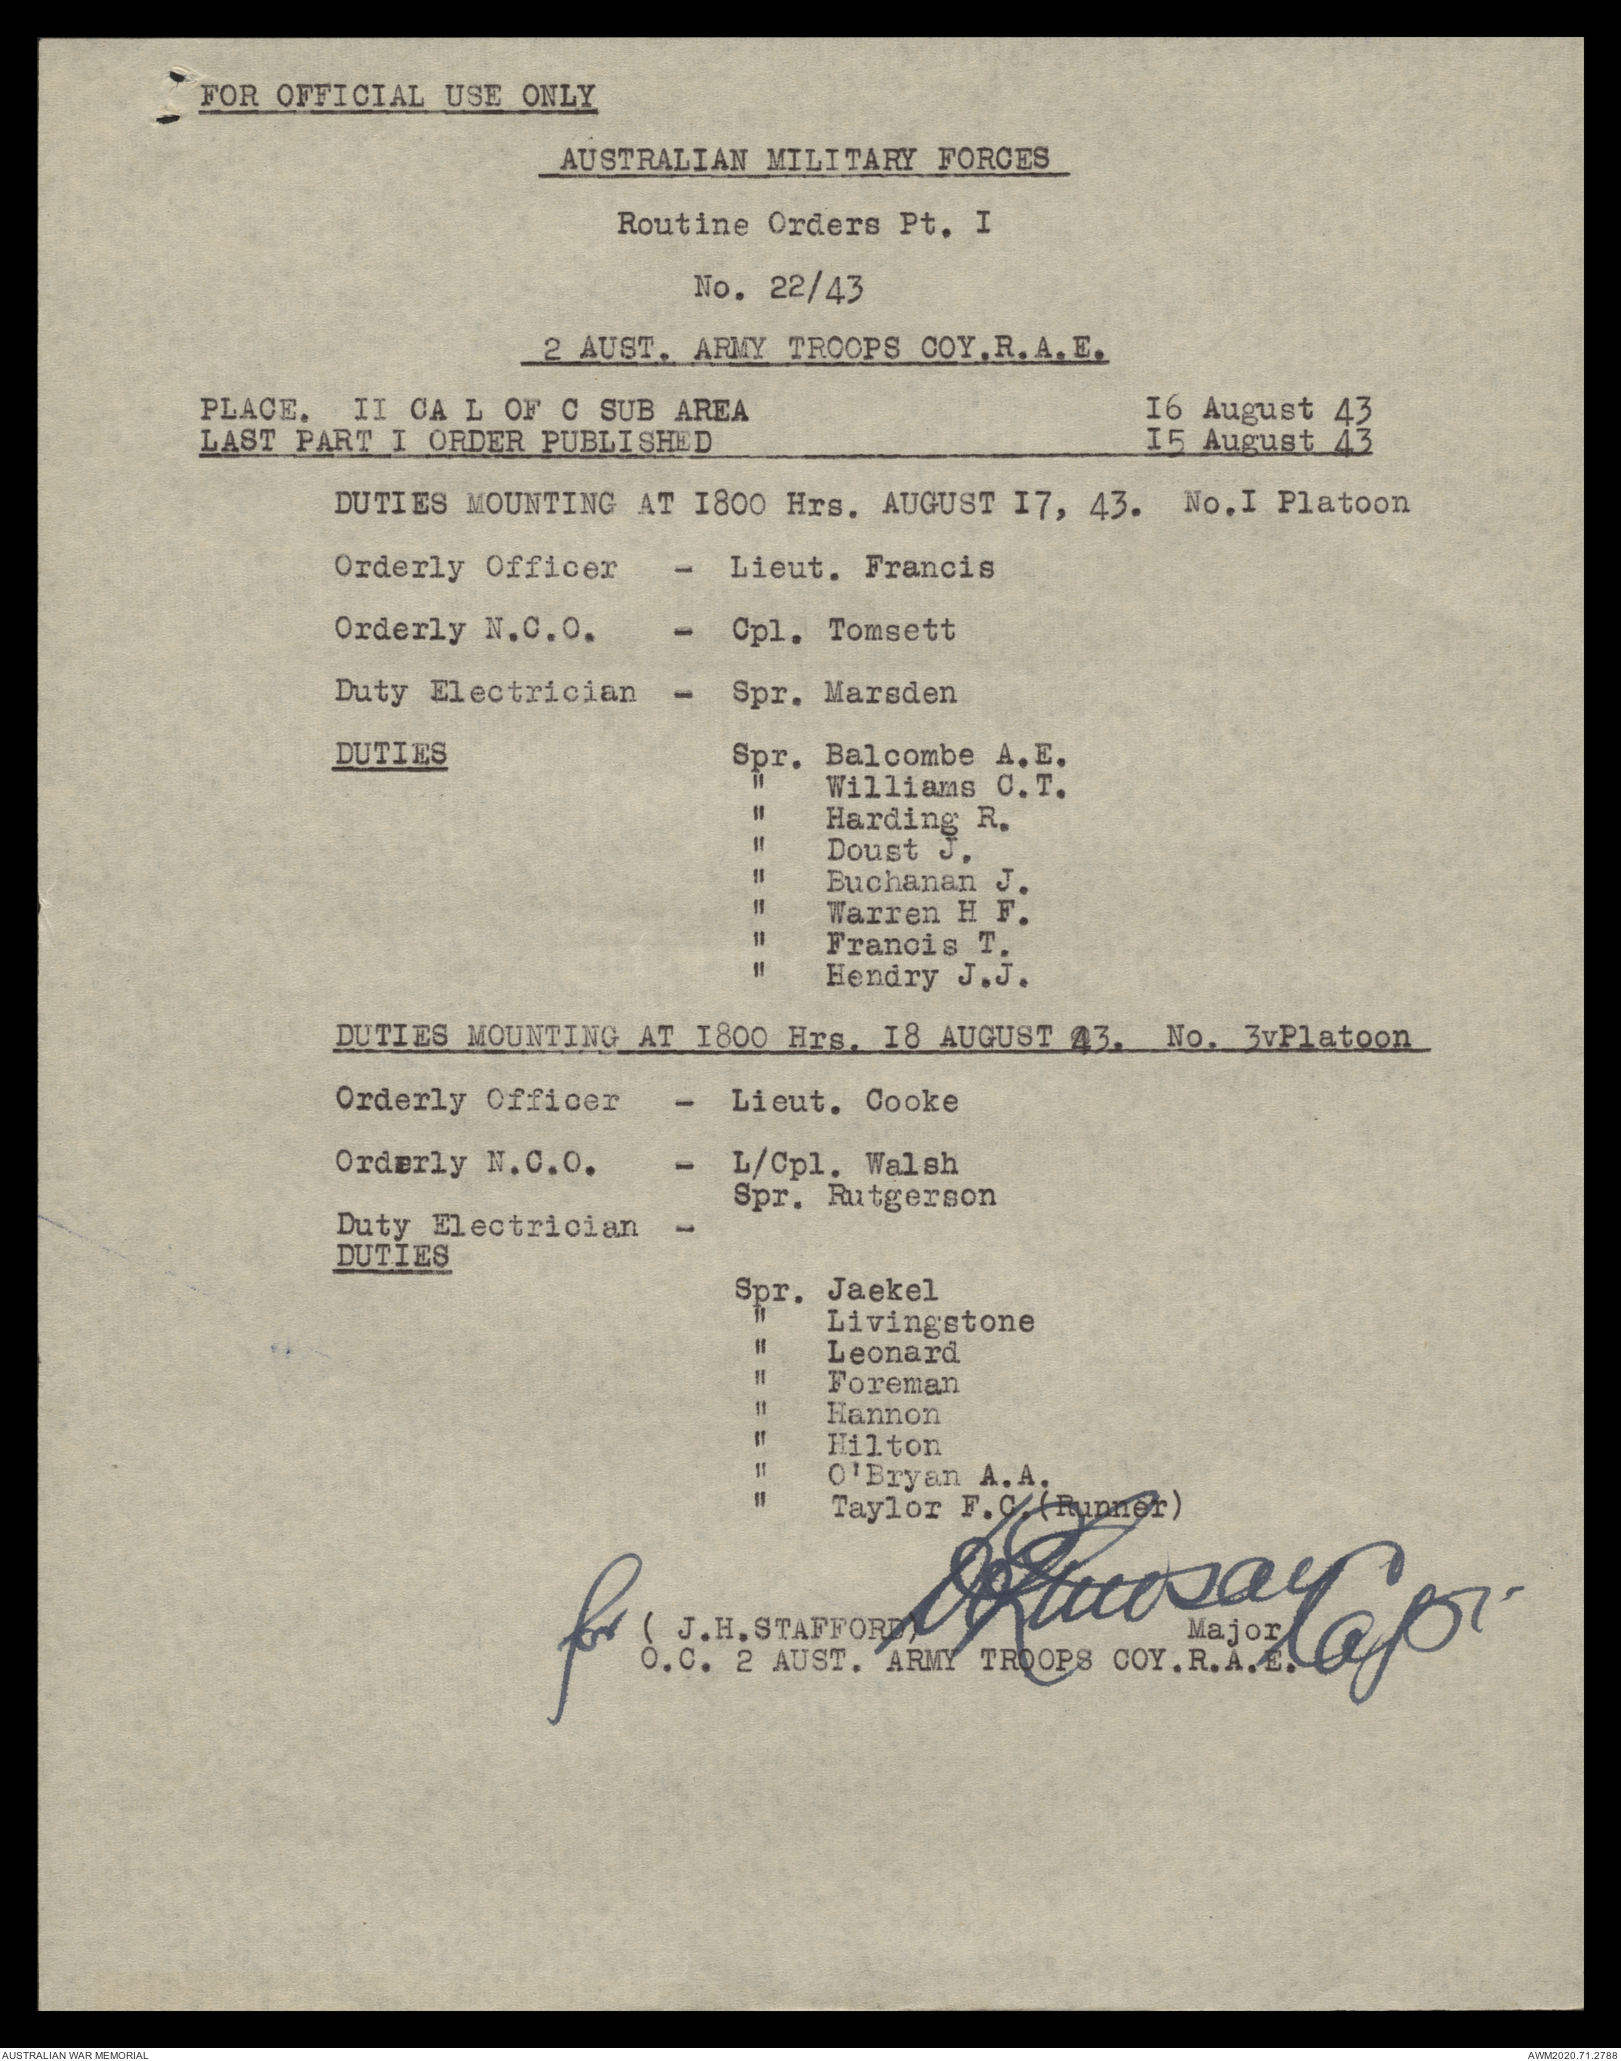 FOR OFFICIAL USE ONLY
AUSTRALIAN MILITARY FORCES
Routine Orders Pt. I
No. 22/43
2 AUST. ARMY TROOPS COY.R.A.E.
PLACE. II CA L OF C SUB AREA I6 August 43
LAST PART I ORDER PUBLISHED I5 August 43
DUTIES MOUNTING AT I800 Hrs. AUGUST I7, 43. No.I Platoon
Orderly Officer - Lieut. Francis
Orderly N.C.O. - Cpl. Tomsett
Duty Electrician - Spr. Marsden
DUTIES Spr. Balcombe A.E.
" Williams C.T.
" Harding R.
" Doust J.
" Buchanan J.
" Warren H F.
" Francis T.
" Hendry J.J.
DUTIES MOUNTING AT I800 Hrs. I8 AUGUST 43. No. 3vPlatoon
Orderly Officer - Lieut. Cooke
Orderly N.C.O. - L/Cpl. Walsh
Spr. Rutgerson
Duty Electrician -
DUTIES
Spr. Jaekel
" Livingstone
" Leonard
" Foreman
" Hannon
" Hilton
" O'Bryan A.A.
" Taylor F.C.(Runner)
for ( J.H.STAFFORD) Lindsay Major Capt.
O.C. 2 AUST. ARMY TROOPS COY.R.A.E.
AUSTRALIAN WAR MEMORIAL AWM2020.71.2788